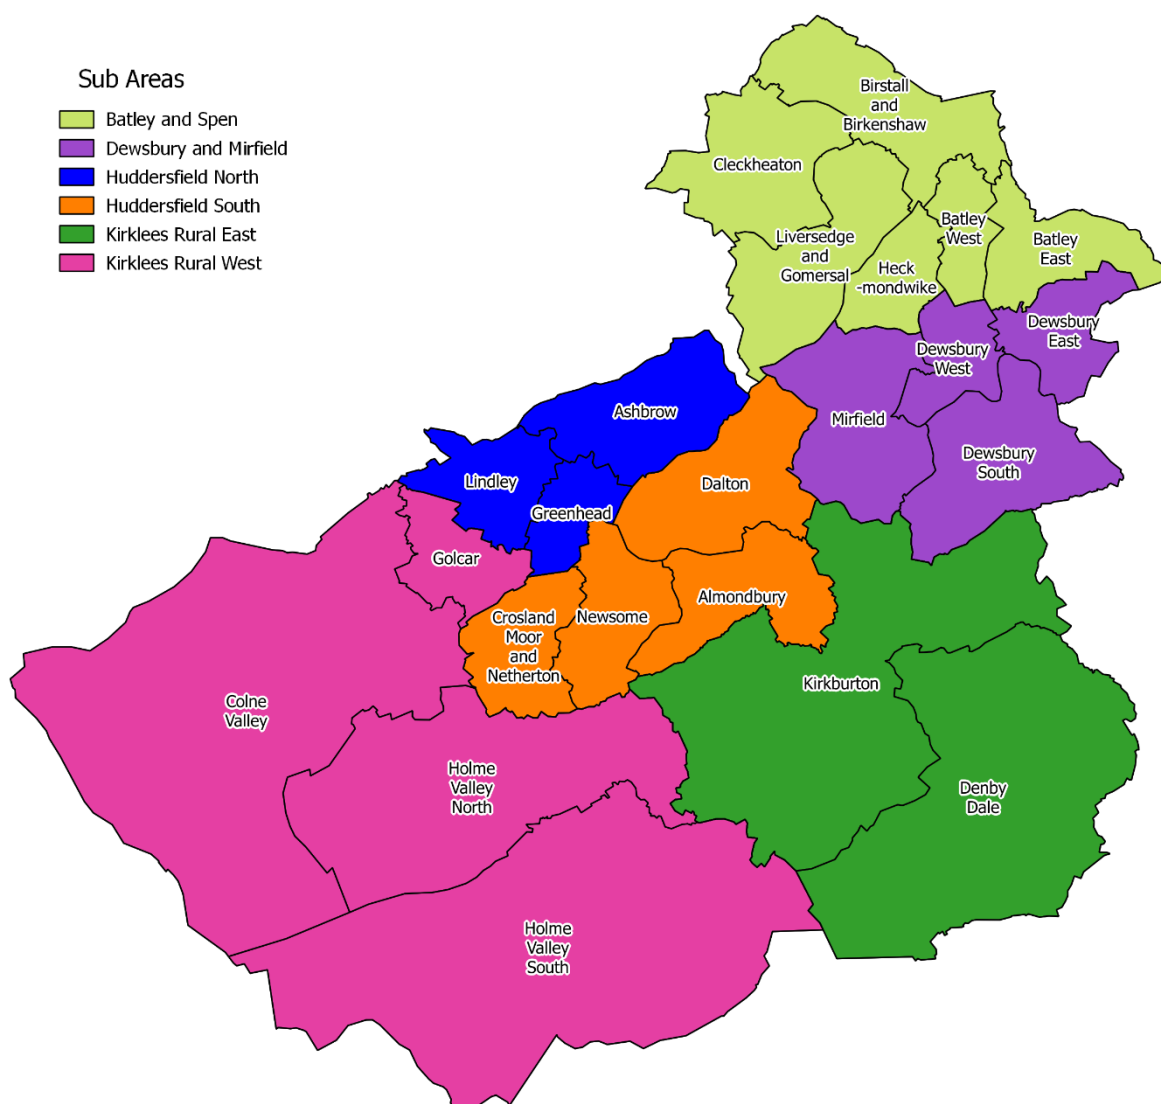 Sub Areas
Batley and Spen
Dewsbury and Mirfield
Huddersfield North
Huddersfield South
Kirklees Rural East
Kirklees Rural West
Birstall
and
Birkenshaw
Cleckheaton
Batley
West
Liversedge
and
Gomersal
Batley
East
Heck
-mondwike
Dewsbury
East
Dewsbury
West
Ashbrow
Mirfield
Dewsbury
South
Lindley
Dalton
Greenhead
Golcar
Almondbury
Crosland
Moor
and
Netherton
Newsome
Kirkburton
Colne
Valley
Holme
Valley
North
Denby
Dale
Holme
Valley
South